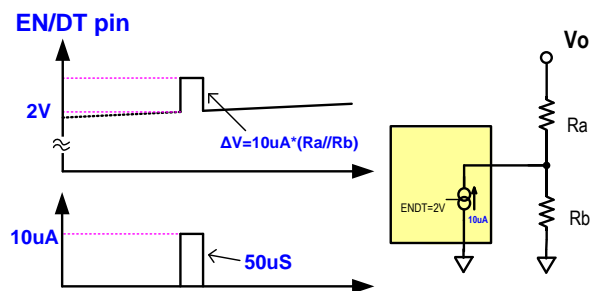 EN/DT pin
2V
ΔV=10uA*(Ra//Rb)
10uA
50uS
Vo
Ra
ENDT=2V
10uA
Rb